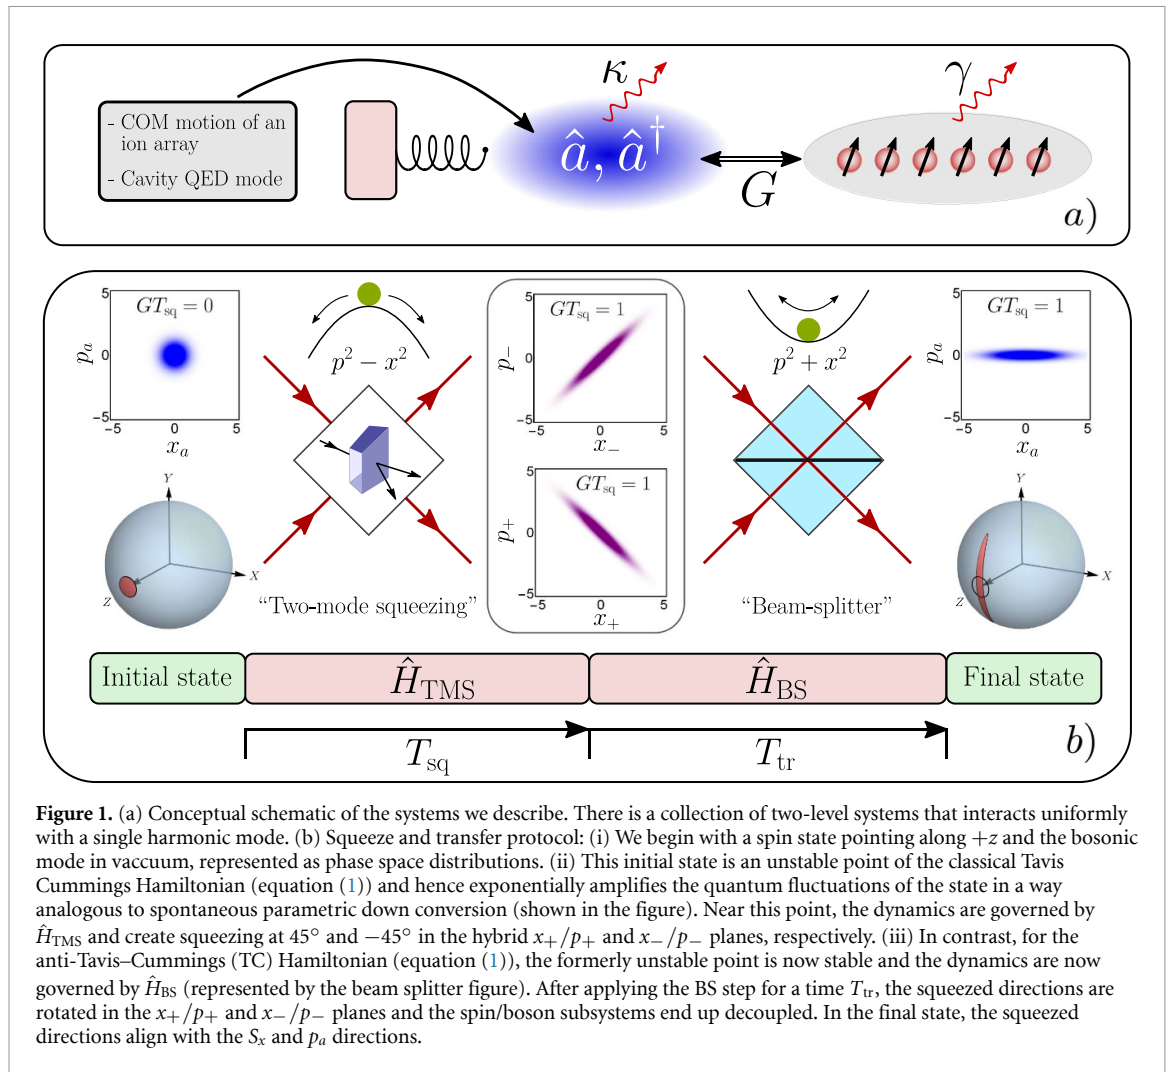 - COM motion of an
ion array
- Cavity QED mode
κ
â, â†
G
γ
a)
5
GT_sq = 0
p_a
0
-5
-5 0 5
x_a
p² − x²
5
GT_sq = 1
p_−
0
-5
-5 0 5
x_−
5
GT_sq = 1
p_+
0
-5
-5 0 5
x_+
p² + x²
5
GT_sq = 1
p_a
0
-5
-5 0 5
x_a
Y
X
Z
"Two-mode squeezing"
"Beam-splitter"
Y
X
Z
Initial state
Ĥ_TMS
Ĥ_BS
Final state
T_sq
T_tr
b)
Figure 1. (a) Conceptual schematic of the systems we describe. There is a collection of two-level systems that interacts uniformly
with a single harmonic mode. (b) Squeeze and transfer protocol: (i) We begin with a spin state pointing along +z and the bosonic
mode in vaccuum, represented as phase space distributions. (ii) This initial state is an unstable point of the classical Tavis
Cummings Hamiltonian (equation (1)) and hence exponentially amplifies the quantum fluctuations of the state in a way
analogous to spontaneous parametric down conversion (shown in the figure). Near this point, the dynamics are governed by
Ĥ_TMS and create squeezing at 45° and −45° in the hybrid x_+/p_+ and x_−/p_− planes, respectively. (iii) In contrast, for the
anti-Tavis–Cummings (TC) Hamiltonian (equation (1)), the formerly unstable point is now stable and the dynamics are now
governed by Ĥ_BS (represented by the beam splitter figure). After applying the BS step for a time T_tr, the squeezed directions are
rotated in the x_+/p_+ and x_−/p_− planes and the spin/boson subsystems end up decoupled. In the final state, the squeezed
directions align with the S_x and p_a directions.